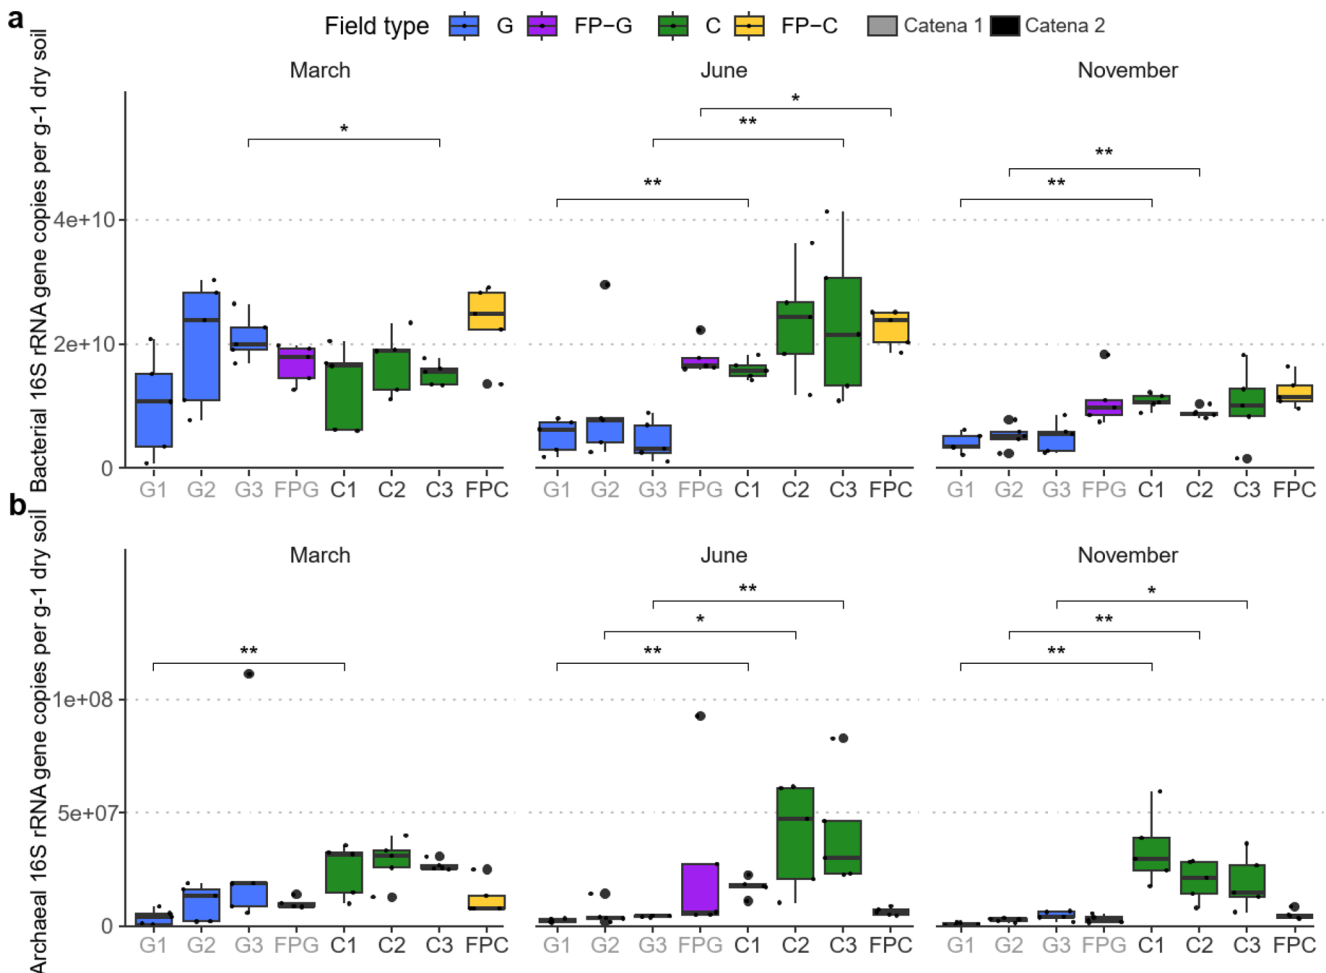 a
Field type G FP−G C FP−C Catena 1 Catena 2
Bacterial 16S rRNA gene copies per g-1 dry soil
March June November
*
**
*
**
**
**
4e+10
2e+10
0
G1 G2 G3 FPG C1 C2 C3 FPC G1 G2 G3 FPG C1 C2 C3 FPC G1 G2 G3 FPG C1 C2 C3 FPC
b
Archaeal 16S rRNA gene copies per g-1 dry soil
March June November
**
**
*
**
*
**
**
1e+08
5e+07
0
G1 G2 G3 FPG C1 C2 C3 FPC G1 G2 G3 FPG C1 C2 C3 FPC G1 G2 G3 FPG C1 C2 C3 FPC